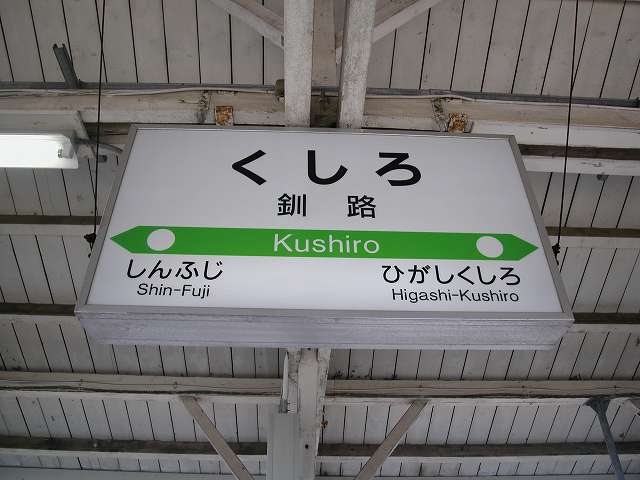 くしろ
釧路
Kushiro
しんふじ ひがしくしろ
Shin-Fuji Higashi-Kushiro